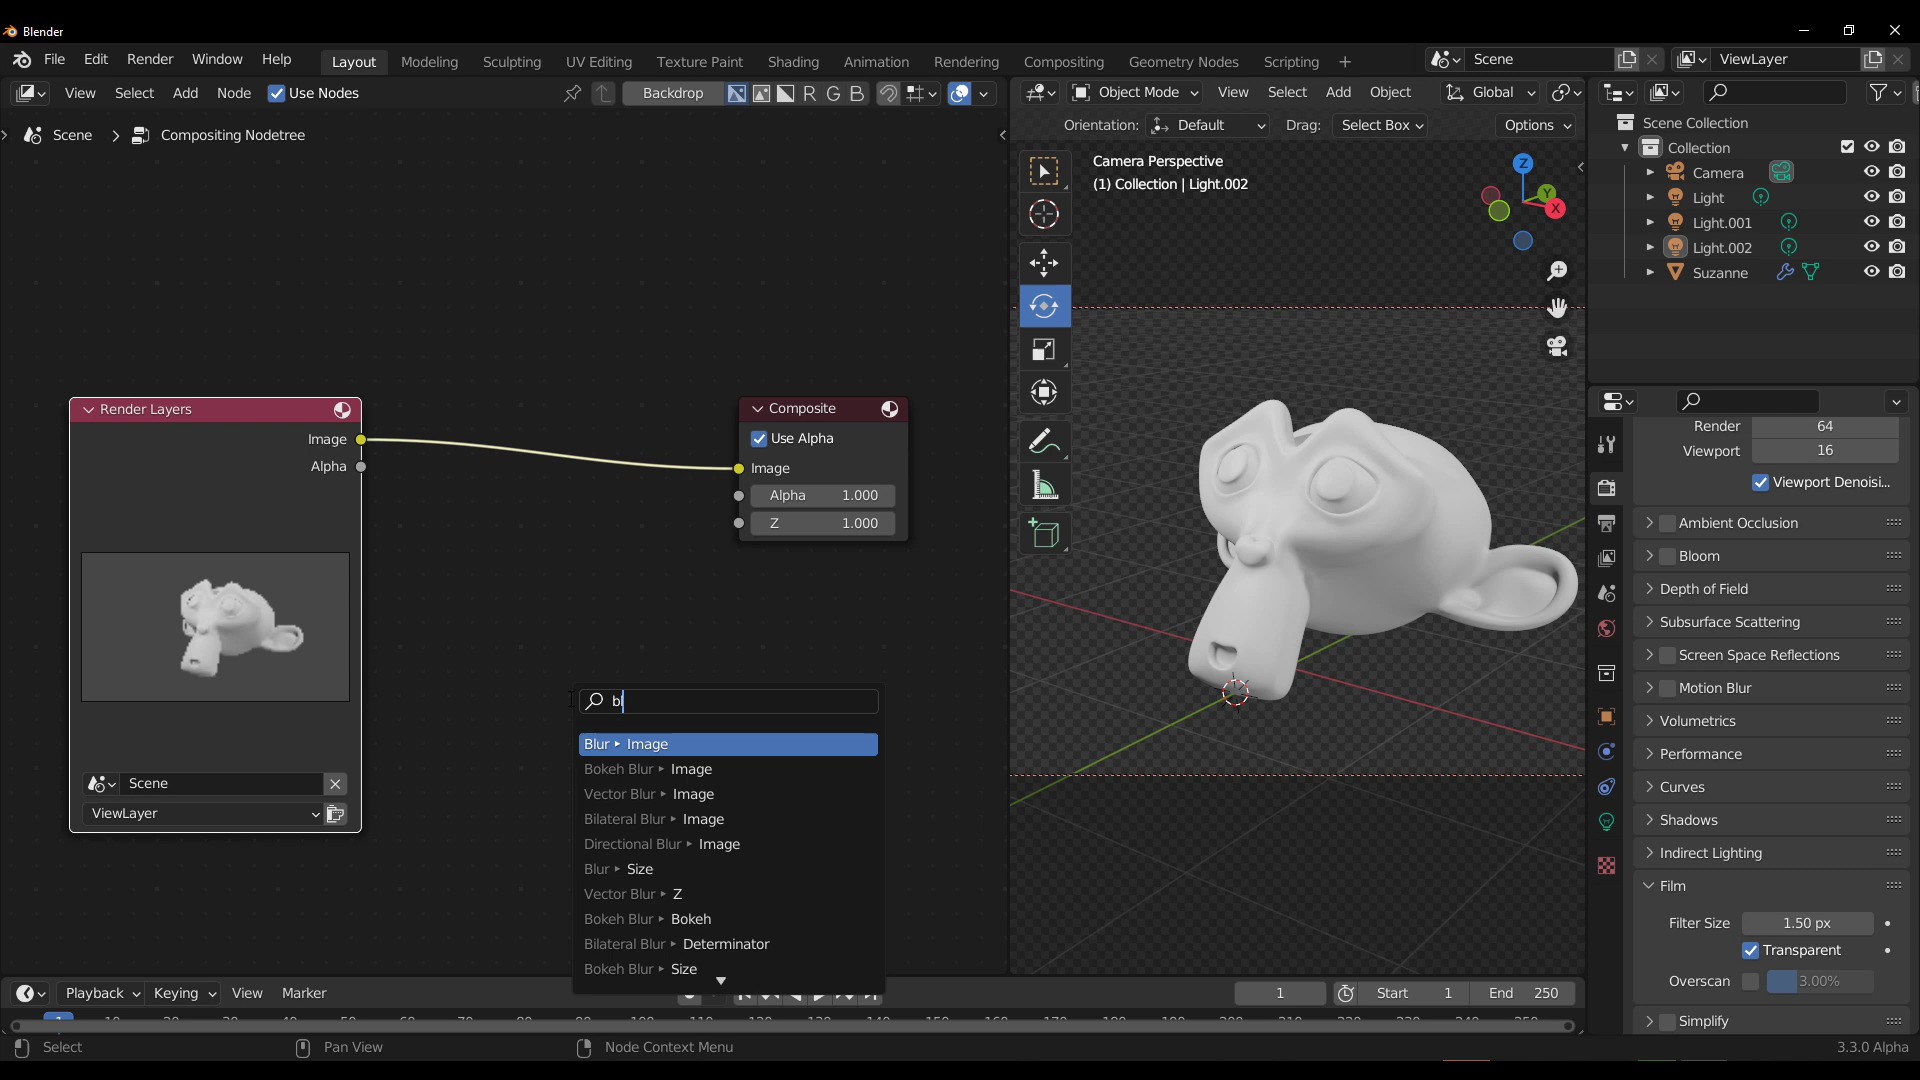 Blender
File Edit Render Window Help Layout Modeling Sculpting UV Editing Texture Paint Shading Animation Rendering Compositing Geometry Nodes Scripting + Scene ViewLayer
View Select Add Node Use Nodes Backdrop R G B
Object Mode View Select Add Object Global
Scene > Compositing Nodetree
Orientation: Default Drag: Select Box Options
Camera Perspective
(1) Collection | Light.002
Z
Y
X
Scene Collection
Collection
Camera
Light
Light.001
Light.002
Suzanne
Render Layers
Image
Alpha
Scene
ViewLayer
Composite
Use Alpha
Image
Alpha 1.000
Z 1.000
bl
Blur ▸ Image
Bokeh Blur ▸ Image
Vector Blur ▸ Image
Bilateral Blur ▸ Image
Directional Blur ▸ Image
Blur ▸ Size
Vector Blur ▸ Z
Bokeh Blur ▸ Bokeh
Bilateral Blur ▸ Determinator
Bokeh Blur ▸ Size
Render 64
Viewport 16
Viewport Denoisi...
Ambient Occlusion
Bloom
Depth of Field
Subsurface Scattering
Screen Space Reflections
Motion Blur
Volumetrics
Performance
Curves
Shadows
Indirect Lighting
Film
Filter Size 1.50 px
Transparent
Overscan 3.00%
Simplify
Playback Keying View Marker 1 Start 1 End 250
Select Pan View Node Context Menu 3.3.0 Alpha